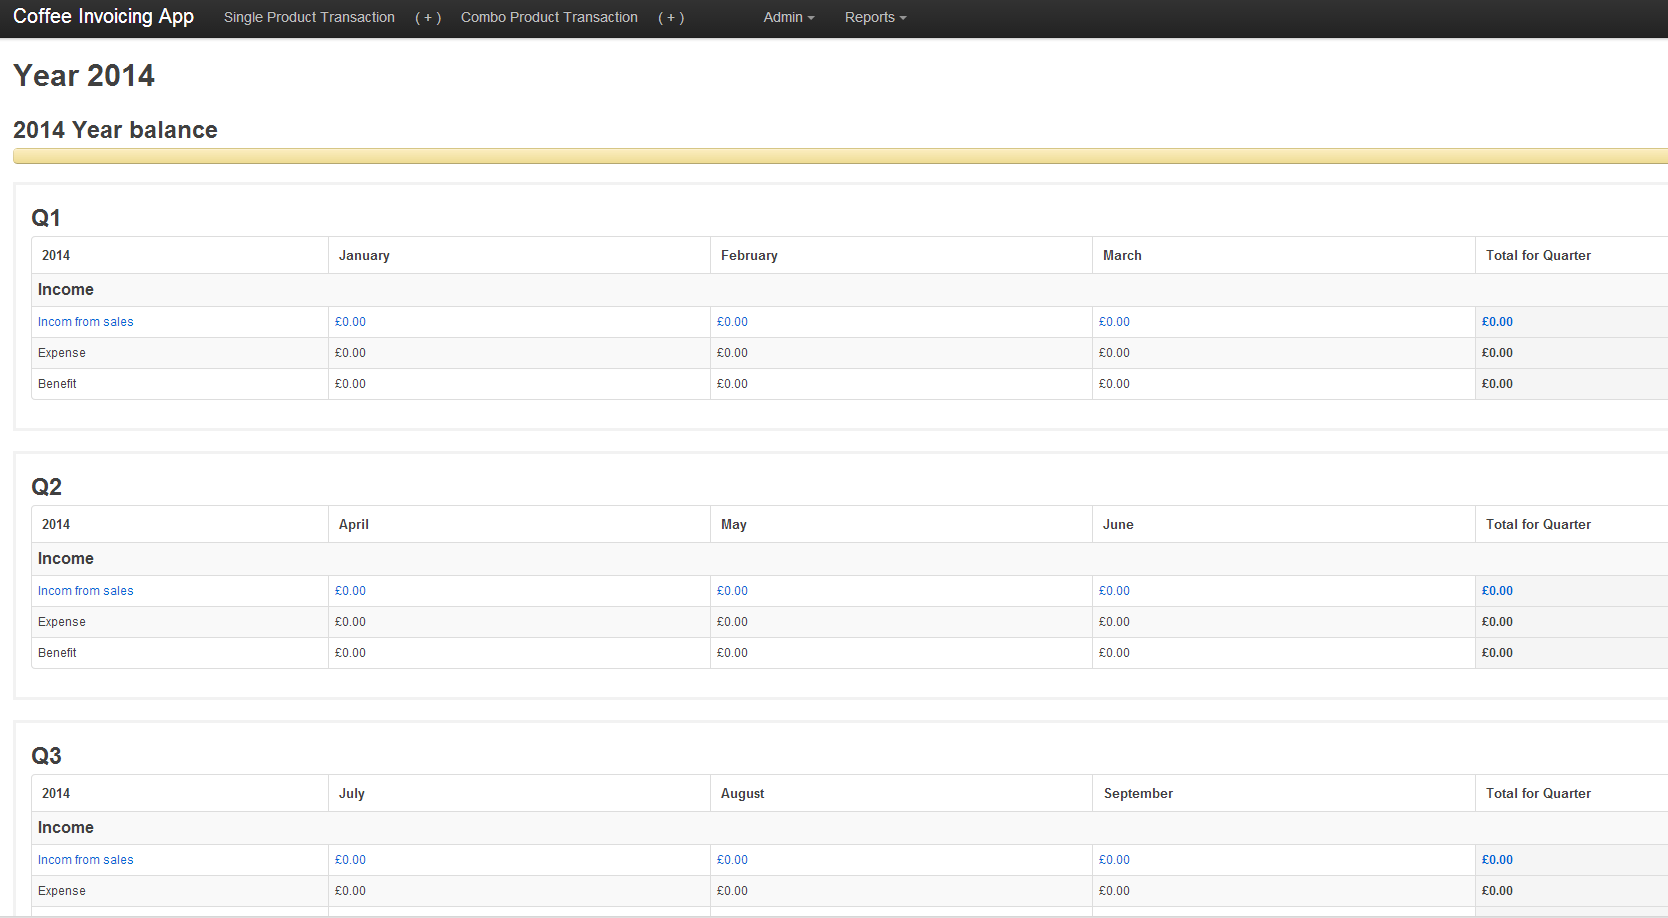 Coffee Invoicing App Single Product Transaction ( + ) Combo Product Transaction ( + ) Admin Reports
Year 2014
2014 Year balance
Q1
2014 January February March Total for Quarter
Income
Incom from sales £0.00 £0.00 £0.00 £0.00
Expense £0.00 £0.00 £0.00 £0.00
Benefit £0.00 £0.00 £0.00 £0.00
Q2
2014 April May June Total for Quarter
Income
Incom from sales £0.00 £0.00 £0.00 £0.00
Expense £0.00 £0.00 £0.00 £0.00
Benefit £0.00 £0.00 £0.00 £0.00
Q3
2014 July August September Total for Quarter
Income
Incom from sales £0.00 £0.00 £0.00 £0.00
Expense £0.00 £0.00 £0.00 £0.00